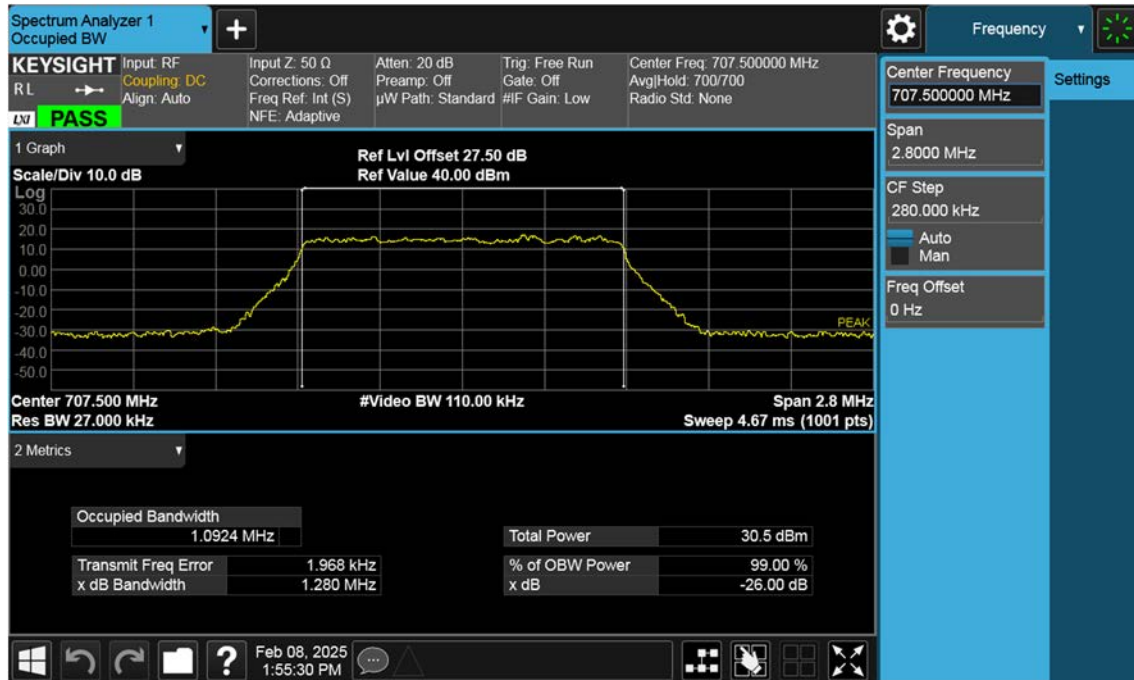 Spectrum Analyzer 1
Occupied BW
+
Frequency
KEYSIGHT
R L
LXI PASS
Input: RF
Coupling: DC
Align: Auto
Input Z: 50 Ω
Corrections: Off
Freq Ref: Int (S)
NFE: Adaptive
Atten: 20 dB
Preamp: Off
µW Path: Standard
Trig: Free Run
Gate: Off
#IF Gain: Low
Center Freq: 707.500000 MHz
Avg|Hold: 700/700
Radio Std: None
Center Frequency
707.500000 MHz
Settings
Span
2.8000 MHz
CF Step
280.000 kHz
Auto
Man
Freq Offset
0 Hz
1 Graph
Scale/Div 10.0 dB
Ref Lvl Offset 27.50 dB
Ref Value 40.00 dBm
Log
30.0
20.0
10.0
0.00
-10.0
-20.0
-30.0
-40.0
-50.0
PEAK
Center 707.500 MHz
#Video BW 110.00 kHz
Span 2.8 MHz
Res BW 27.000 kHz
Sweep 4.67 ms (1001 pts)
2 Metrics
Occupied Bandwidth
1.0924 MHz
Total Power 30.5 dBm
Transmit Freq Error 1.968 kHz
% of OBW Power 99.00 %
x dB Bandwidth 1.280 MHz
x dB -26.00 dB
?
Feb 08, 2025
1:55:30 PM